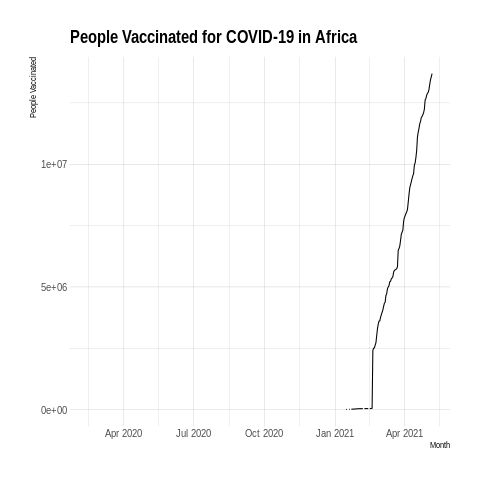 People Vaccinated for COVID-19 in Africa
People Vaccinated
1e+07
5e+06
0e+00
Apr 2020 Jul 2020 Oct 2020 Jan 2021 Apr 2021
Month